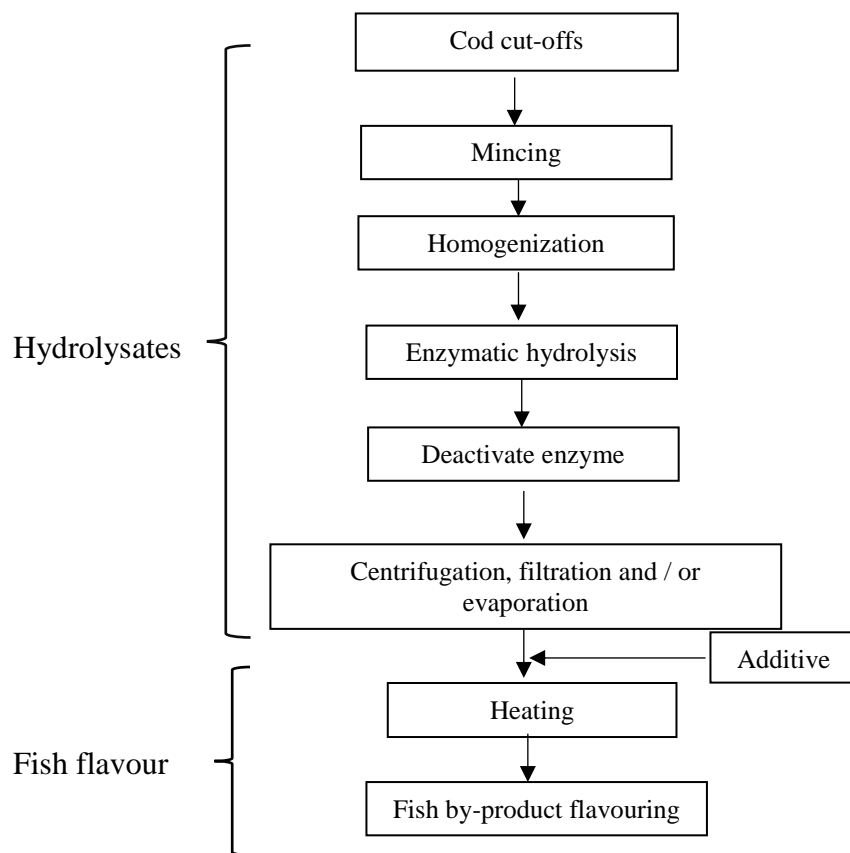 Cod cut-offs
Mincing
Homogenization
Hydrolysates
Enzymatic hydrolysis
Deactivate enzyme
Centrifugation, filtration and / or
evaporation
Additive
Heating
Fish flavour
Fish by-product flavouring